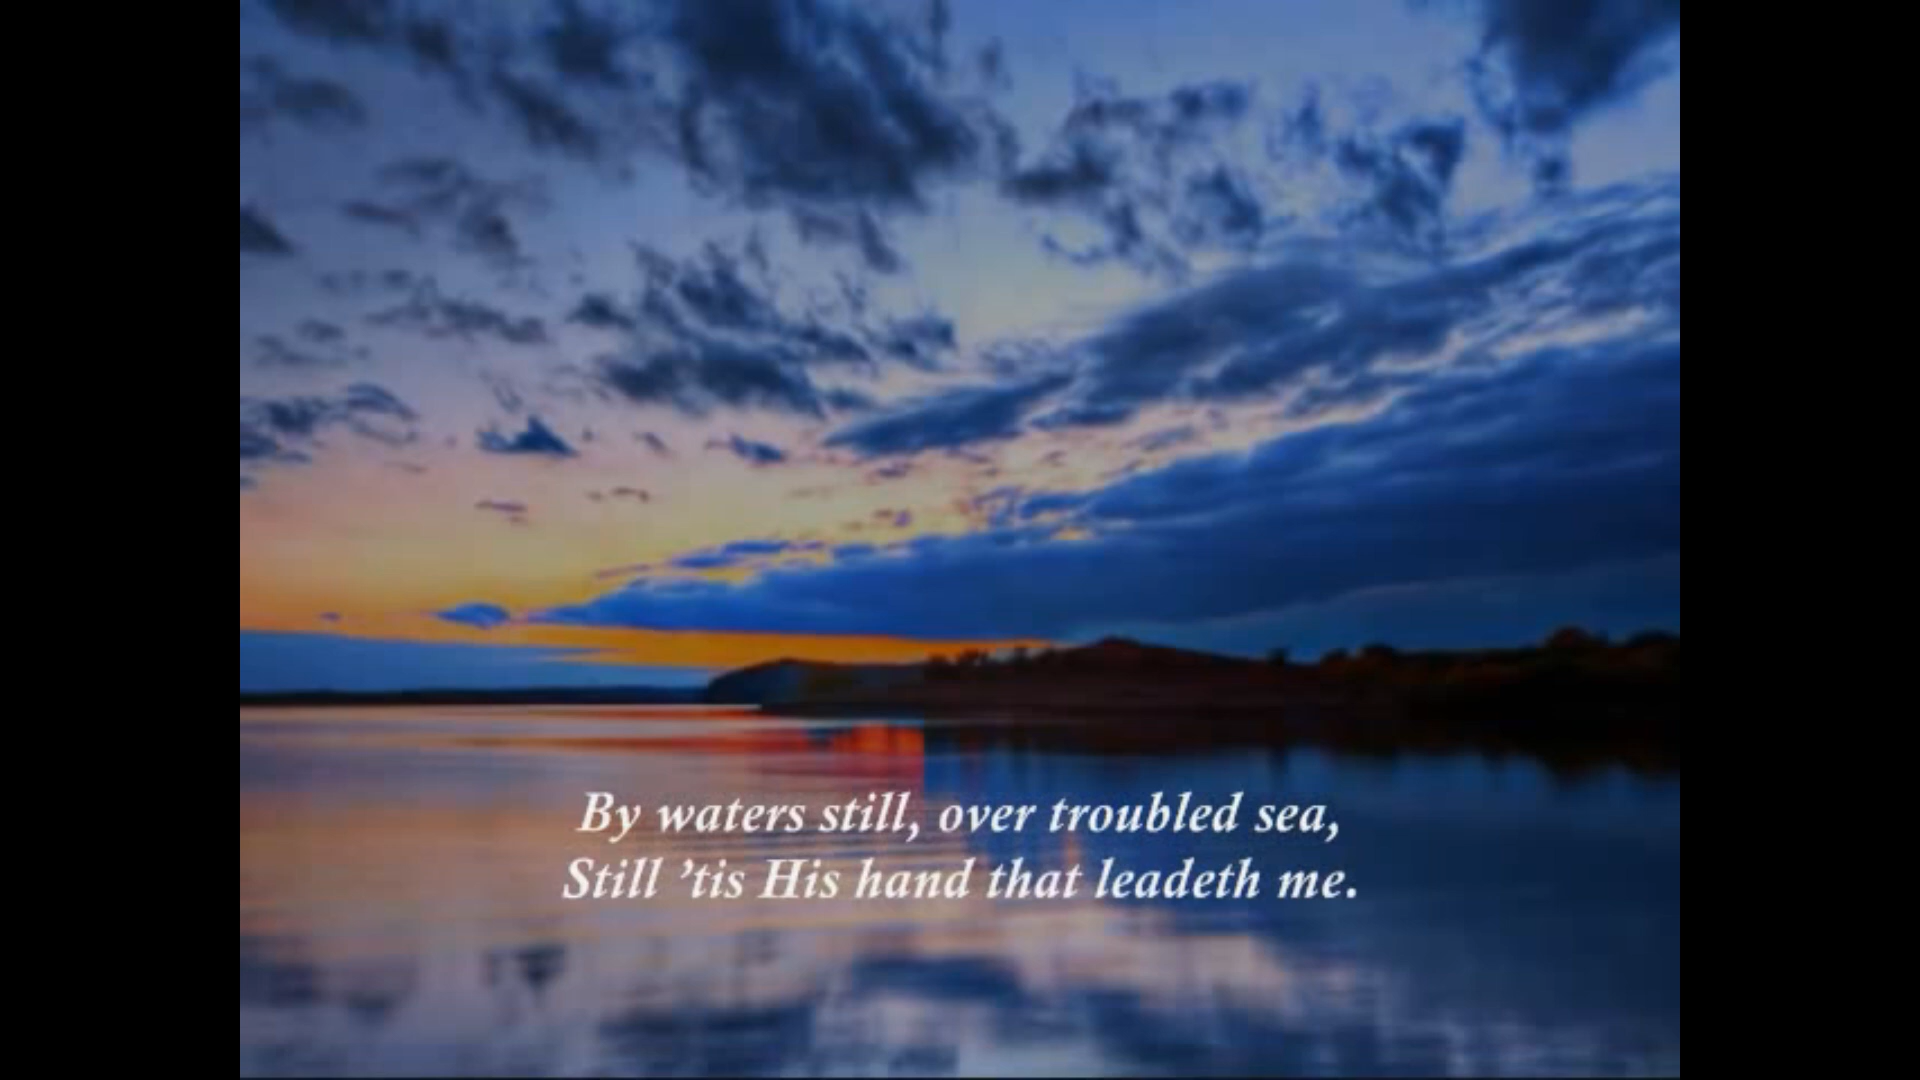 By waters still, over troubled sea,
Still ’tis His hand that leadeth me.